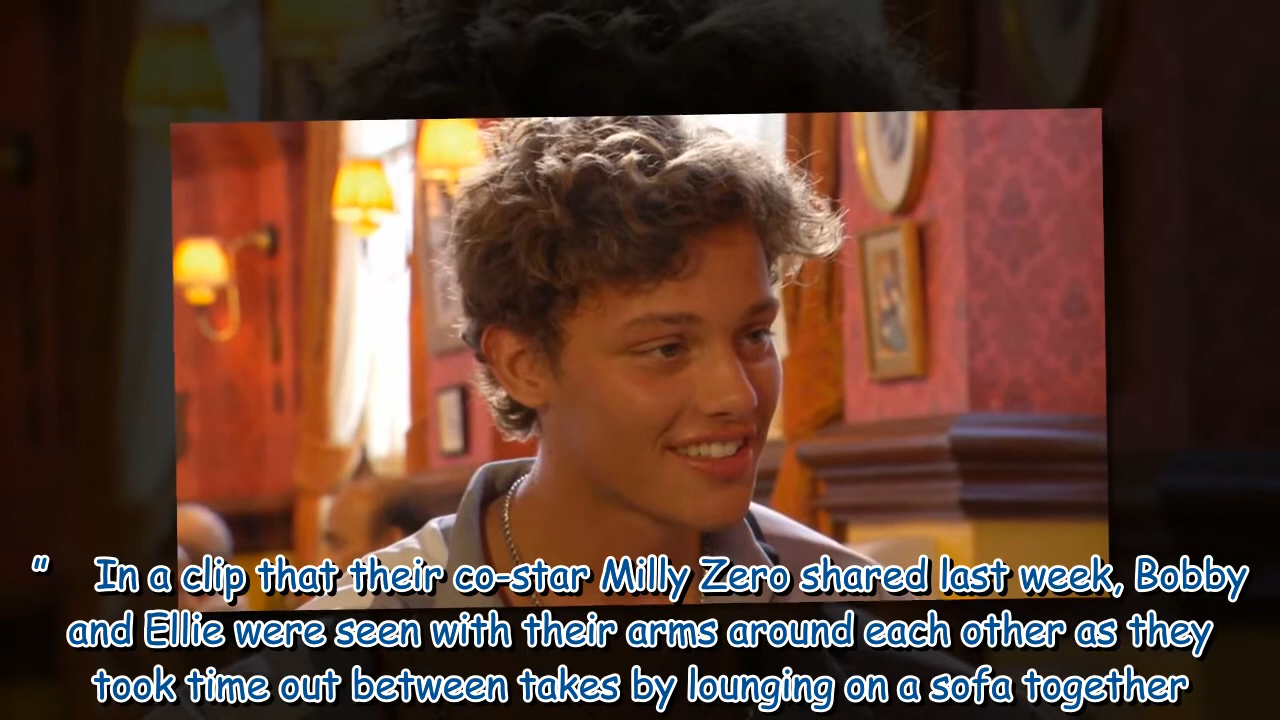 " In a clip that their co-star Milly Zero shared last week, Bobby
and Ellie were seen with their arms around each other as they
took time out between takes by lounging on a sofa together